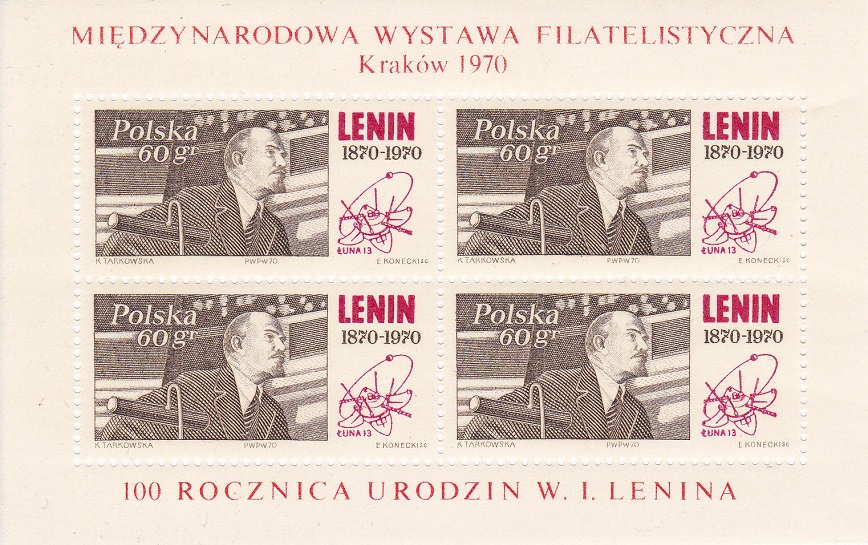 MIĘDZYNARODOWA WYSTAWA FILATELISTYCZNA
Kraków 1970
Polska
60 gr
LENIN
1870-1970
ŁUNA 13
K.TARKOWSKA PWPW70 E.KONECKI SC
Polska
60 gr
LENIN
1870-1970
ŁUNA 13
K.TARKOWSKA PWPW70 E.KONECKI SC
Polska
60 gr
LENIN
1870-1970
ŁUNA 13
K.TARKOWSKA PWPW70 E.KONECKI SC
Polska
60 gr
LENIN
1870-1970
ŁUNA 13
K.TARKOWSKA PWPW70 E.KONECKI SC
100 ROCZNICA URODZIN W. I. LENINA